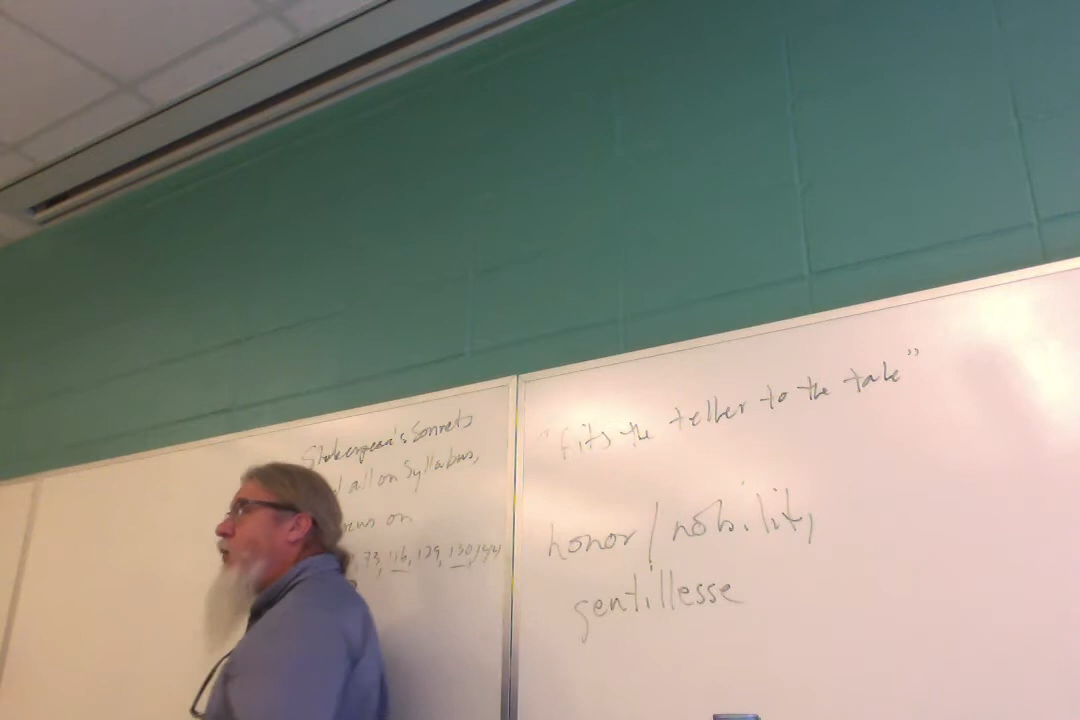 Shakespeare's Sonnets
all on Syllabus,
on
73, 116, 129, 130, 144
"fits the teller to the tale"
honor/nobility
gentillesse